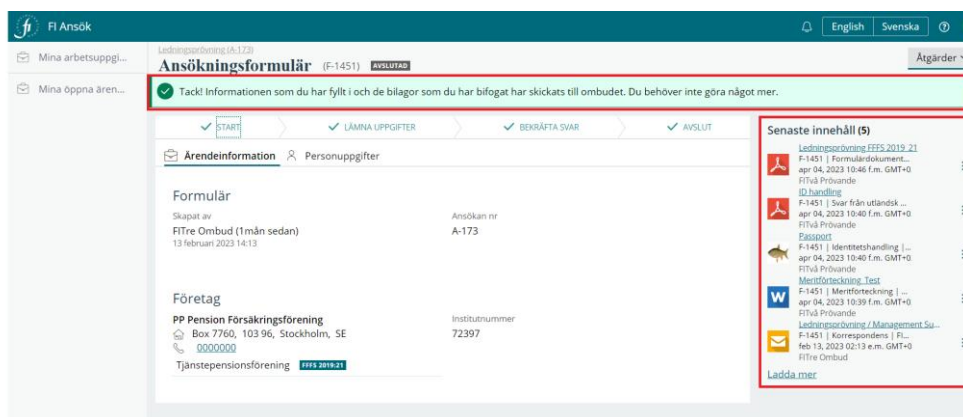 fi FI Ansök
English Svenska
Mina arbetsuppgi...
Mina öppna ären...
Ledningsprövning (A-173)
Ansökningsformulär (F-1451) AVSLUTAD
Åtgärder
Tack! Informationen som du har fyllt i och de bilagor som du har bifogat har skickats till ombudet. Du behöver inte göra något mer.
START LÄMNA UPPGIFTER BEKRÄFTA SVAR AVSLUT
Ärendeinformation Personuppgifter
Formulär
Skapat av
FITre Ombud (1mån sedan)
13 februari 2023 14:13
Ansökan nr
A-173
Företag
PP Pension Försäkringsförening
Box 7760, 103 96, Stockholm, SE
0000000
Tjänstepensionsförening FFFS 2019:21
Institutnummer
72397
Senaste innehåll (5)
Ledningsprövning FFFS 2019_21
F-1451 | Formulärdokument...
apr 04, 2023 10:46 f.m. GMT+0
FITvå Prövande
ID handling
F-1451 | Svar från utländsk ...
apr 04, 2023 10:40 f.m. GMT+0
FITvå Prövande
Passport
F-1451 | Identitetshandling |...
apr 04, 2023 10:40 f.m. GMT+0
FITvå Prövande
Meritförteckning_Test
F-1451 | Meritförteckning | ...
apr 04, 2023 10:39 f.m. GMT+0
FITvå Prövande
Ledningsprövning / Management Su...
F-1451 | Korrespondens | FI...
feb 13, 2023 02:13 e.m. GMT+0
FITre Ombud
Ladda mer